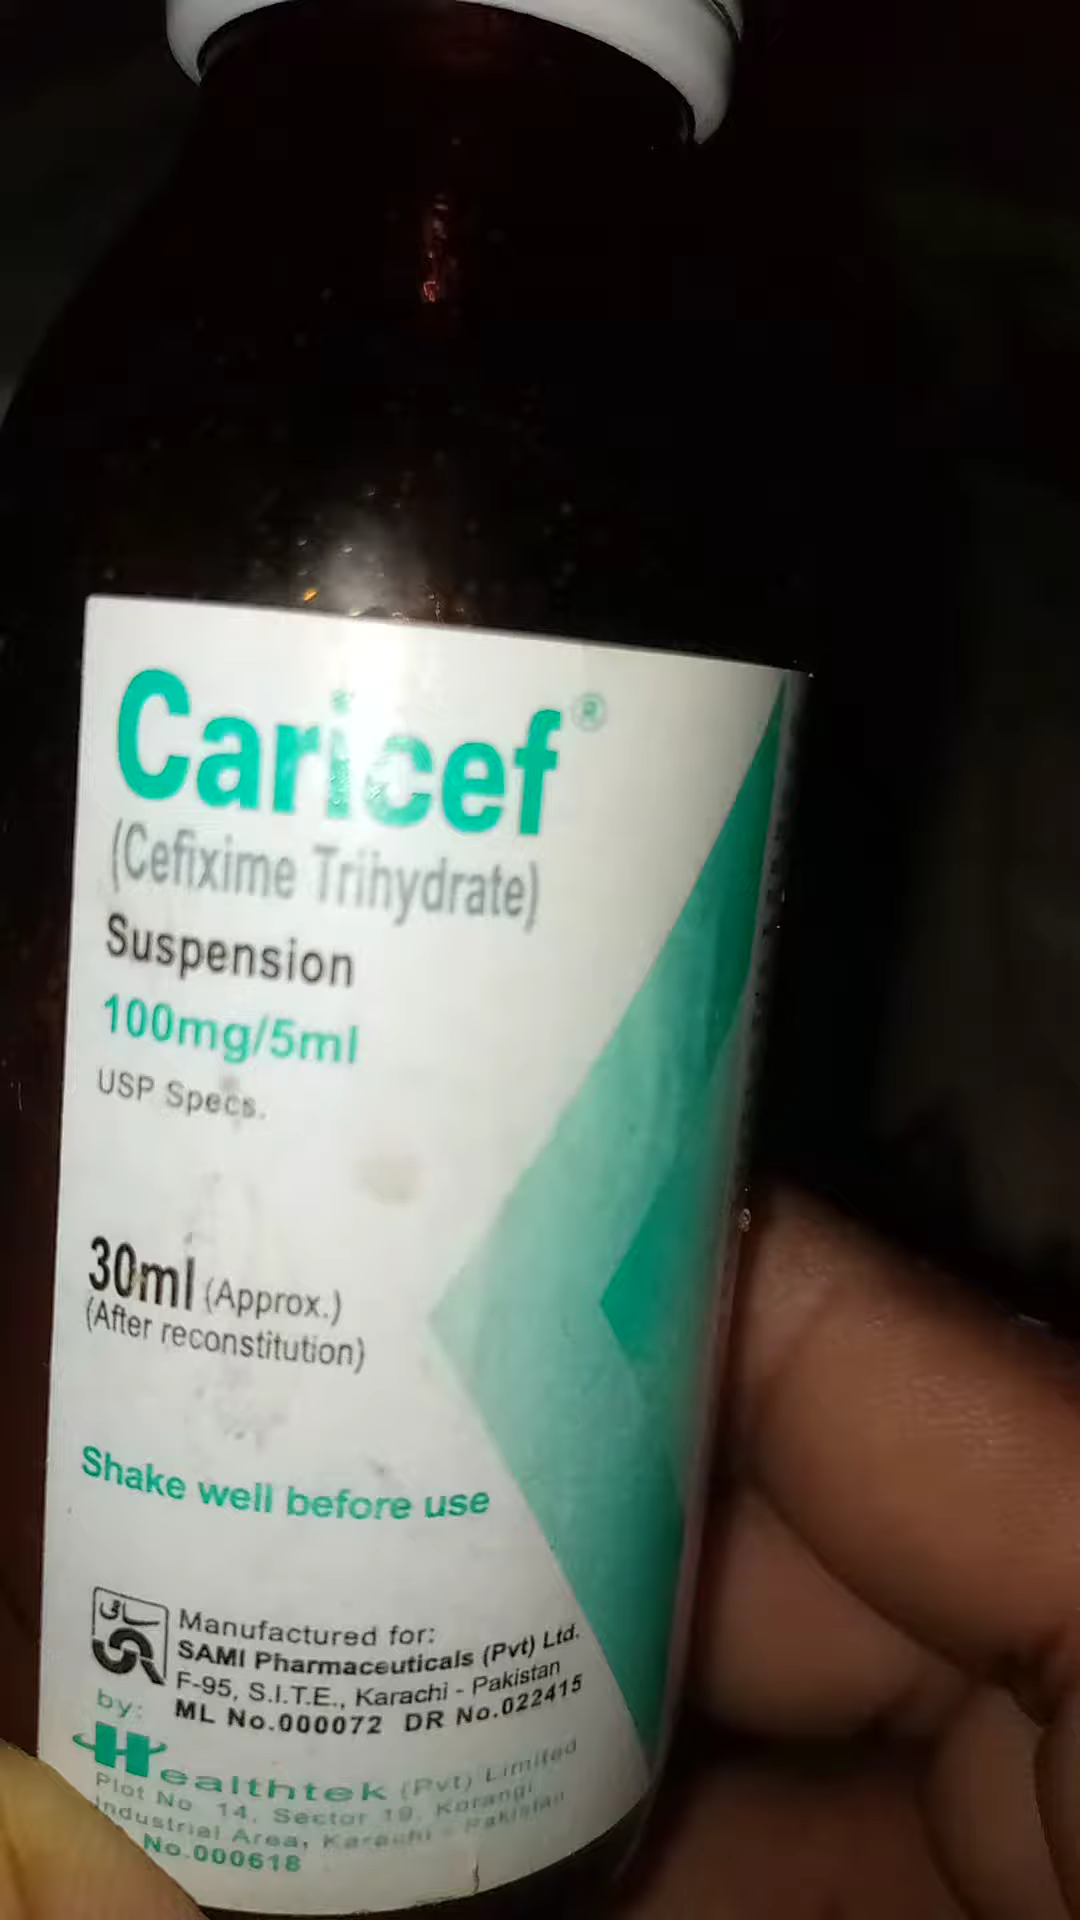 Caricef®
(Cefixime Trihydrate)
Suspension
100mg/5ml
USP Specs.
30ml (Approx.)
(After reconstitution)
Shake well before use
سامی
Manufactured for:
SAMI Pharmaceuticals (Pvt) Ltd.
F-95, S.I.T.E., Karachi - Pakistan
ML No.000072 DR No.022415
by:
Healthtek (Pvt) Limited
Plot No 14, Sector 19, Korangi
Industrial Area, Karachi - Pakistan
No.000618